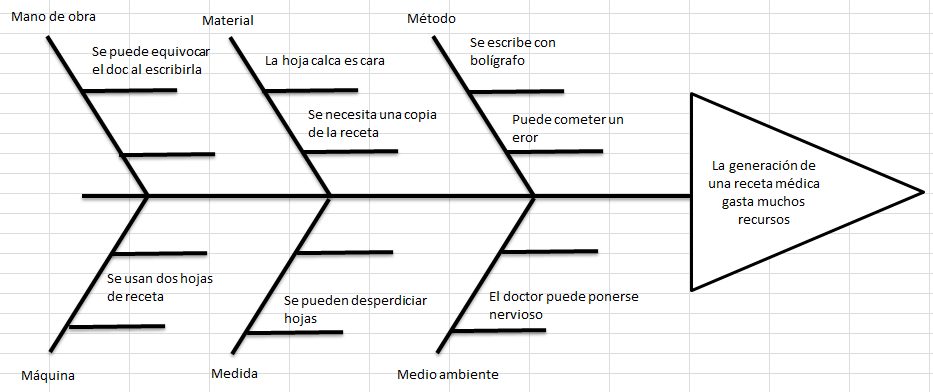 Mano de obra
Se puede equivocar
el doc al escribirla
Material
La hoja calca es cara
Se necesita una copia
de la receta
Método
Se escribe con
bolígrafo
Puede cometer un
eror
La generación de
una receta médica
gasta muchos
recursos
Se usan dos hojas
de receta
Máquina
Se pueden desperdiciar
hojas
Medida
El doctor puede ponerse
nervioso
Medio ambiente